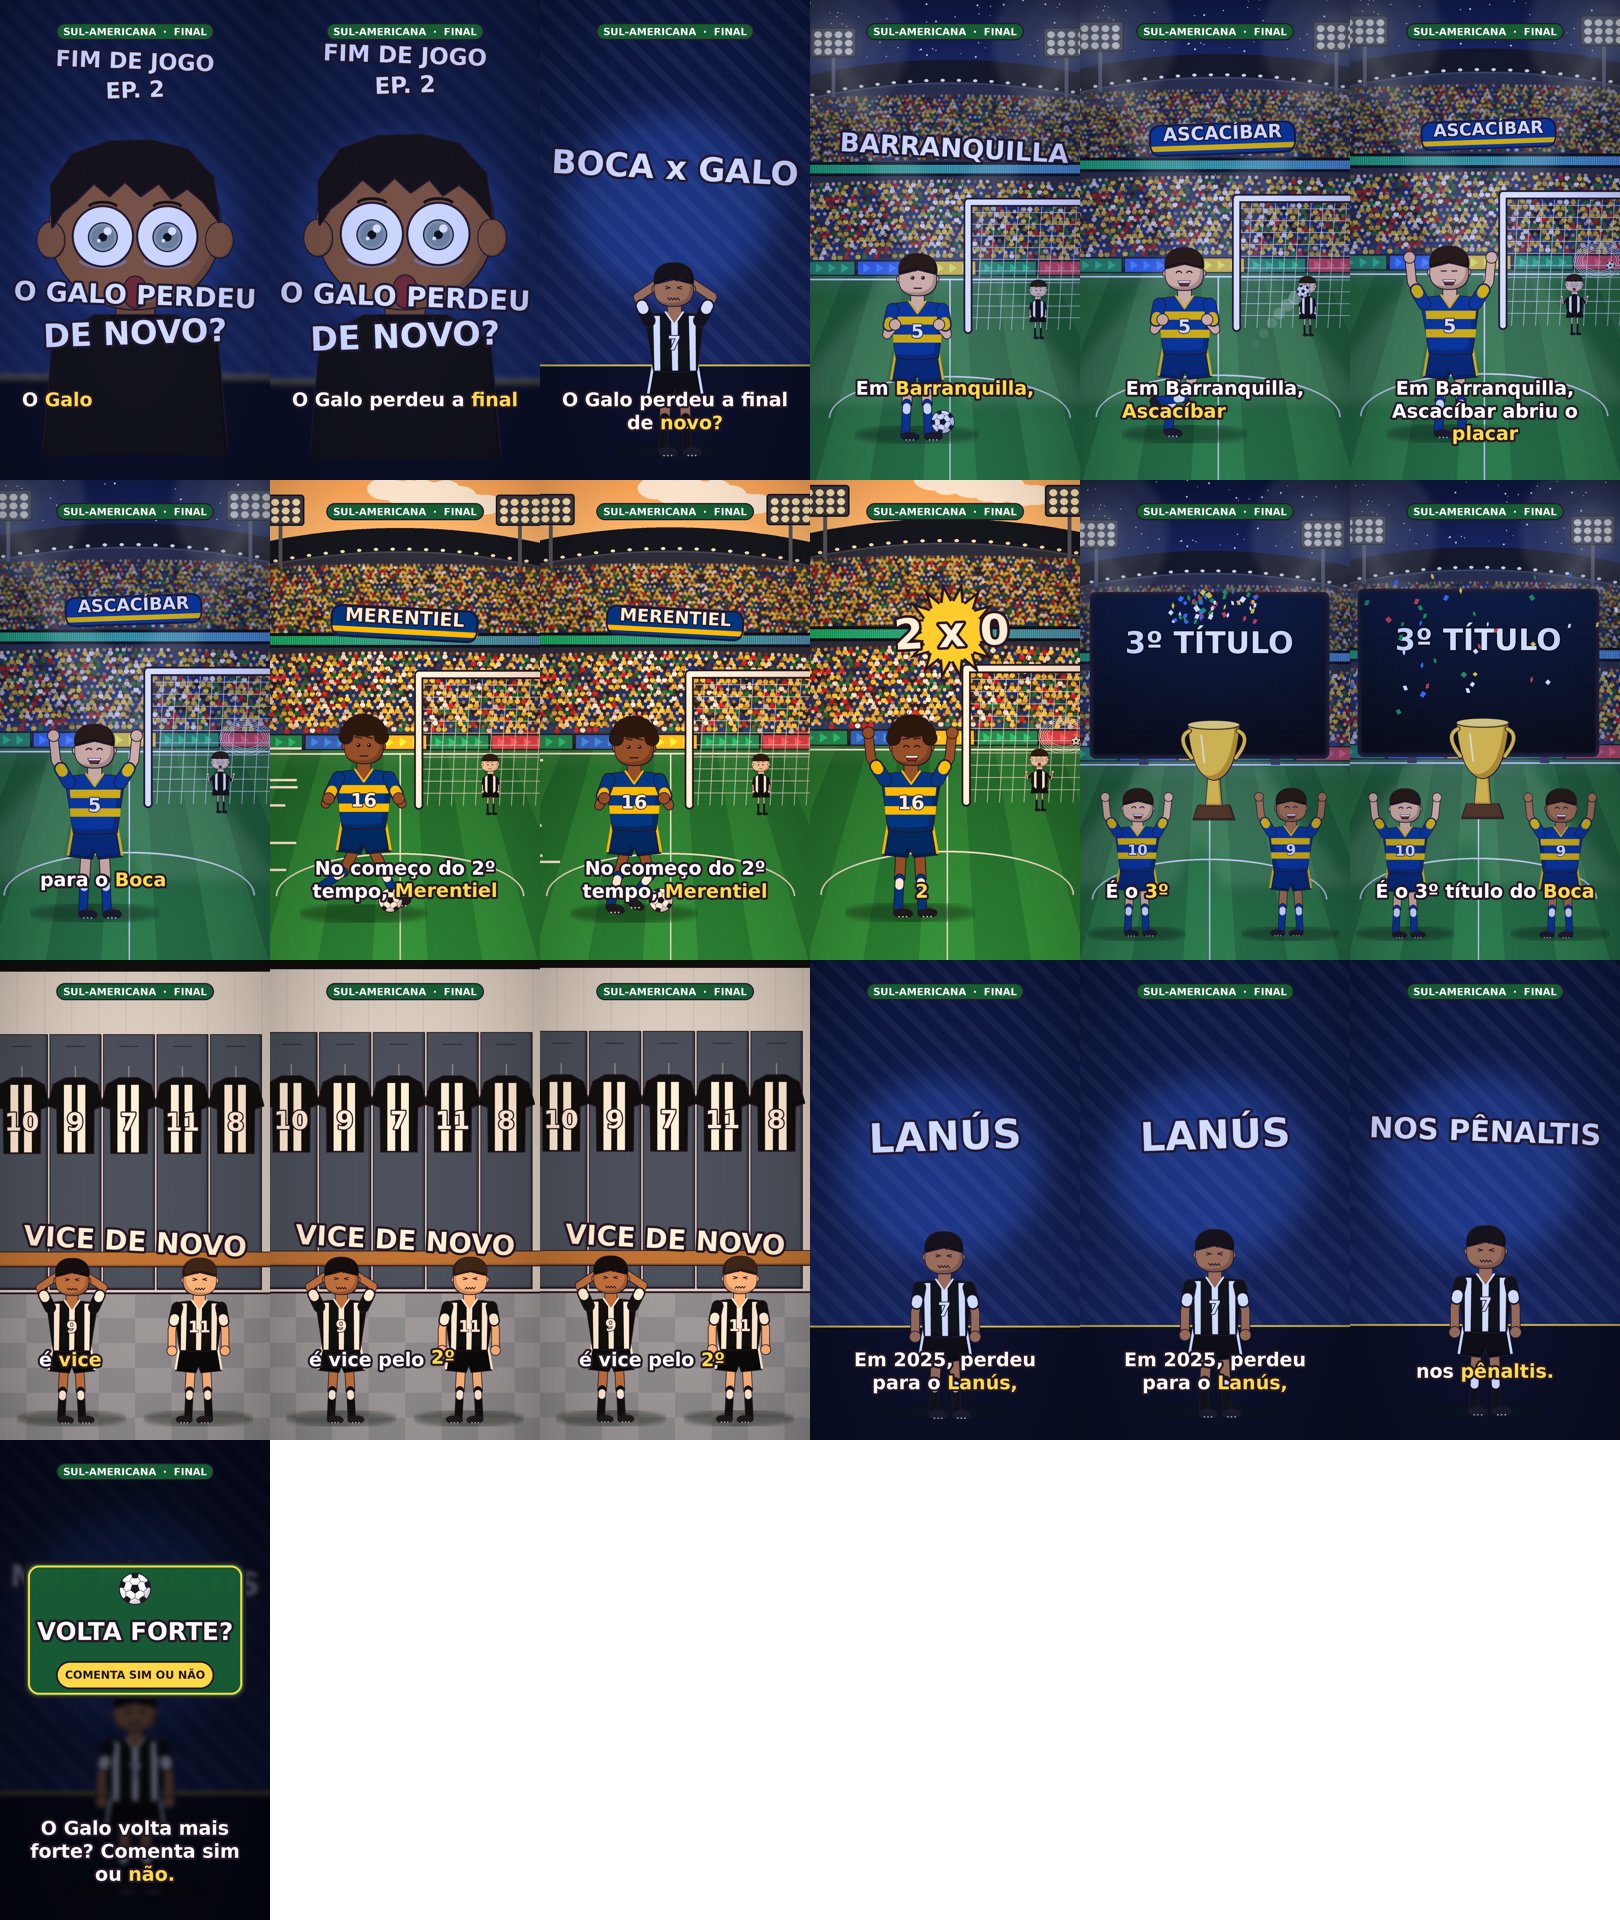 SUL-AMERICANA · FINAL
FIM DE JOGO
EP. 2
O GALO PERDEU
DE NOVO?
O Galo
SUL-AMERICANA · FINAL
FIM DE JOGO
EP. 2
O GALO PERDEU
DE NOVO?
O Galo perdeu a final
SUL-AMERICANA · FINAL
BOCA x GALO
7
O Galo perdeu a final
de novo?
SUL-AMERICANA · FINAL
BARRANQUILLA
5
Em Barranquilla,
SUL-AMERICANA · FINAL
ASCACÍBAR
5
Em Barranquilla,
Ascacíbar
SUL-AMERICANA · FINAL
ASCACÍBAR
5
Em Barranquilla,
Ascacíbar abriu o
placar
SUL-AMERICANA · FINAL
ASCACÍBAR
5
para o Boca
SUL-AMERICANA · FINAL
MERENTIEL
16
No começo do 2º
tempo, Merentiel
SUL-AMERICANA · FINAL
MERENTIEL
16
No começo do 2º
tempo, Merentiel
SUL-AMERICANA · FINAL
2 x 0
16
2
SUL-AMERICANA · FINAL
3º TÍTULO
10 9
É o 3º
SUL-AMERICANA · FINAL
3º TÍTULO
10 9
É o 3º título do Boca
SUL-AMERICANA · FINAL
10 9 7 11 8
VICE DE NOVO
9 11
é vice
SUL-AMERICANA · FINAL
10 9 7 11 8
VICE DE NOVO
9 11
é vice pelo 2º
SUL-AMERICANA · FINAL
10 9 7 11 8
VICE DE NOVO
9 11
é vice pelo 2º
SUL-AMERICANA · FINAL
LANÚS
7
Em 2025, perdeu
para o Lanús,
SUL-AMERICANA · FINAL
LANÚS
7
Em 2025, perdeu
para o Lanús,
SUL-AMERICANA · FINAL
NOS PÊNALTIS
7
nos pênaltis.
SUL-AMERICANA · FINAL
VOLTA FORTE?
COMENTA SIM OU NÃO
O Galo volta mais
forte? Comenta sim
ou não.